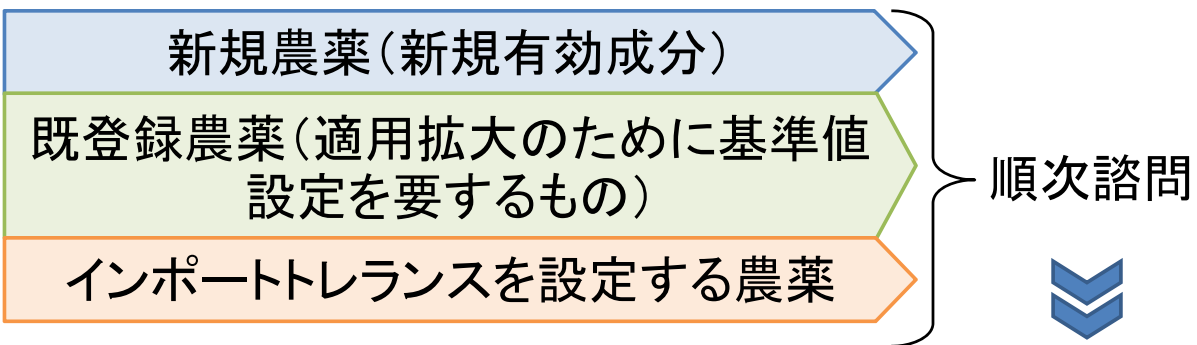 新規農薬（新規有効成分）
既登録農薬（適用拡大のために基準値
設定を要するもの）
インポートトレランスを設定する農薬
順次諮問